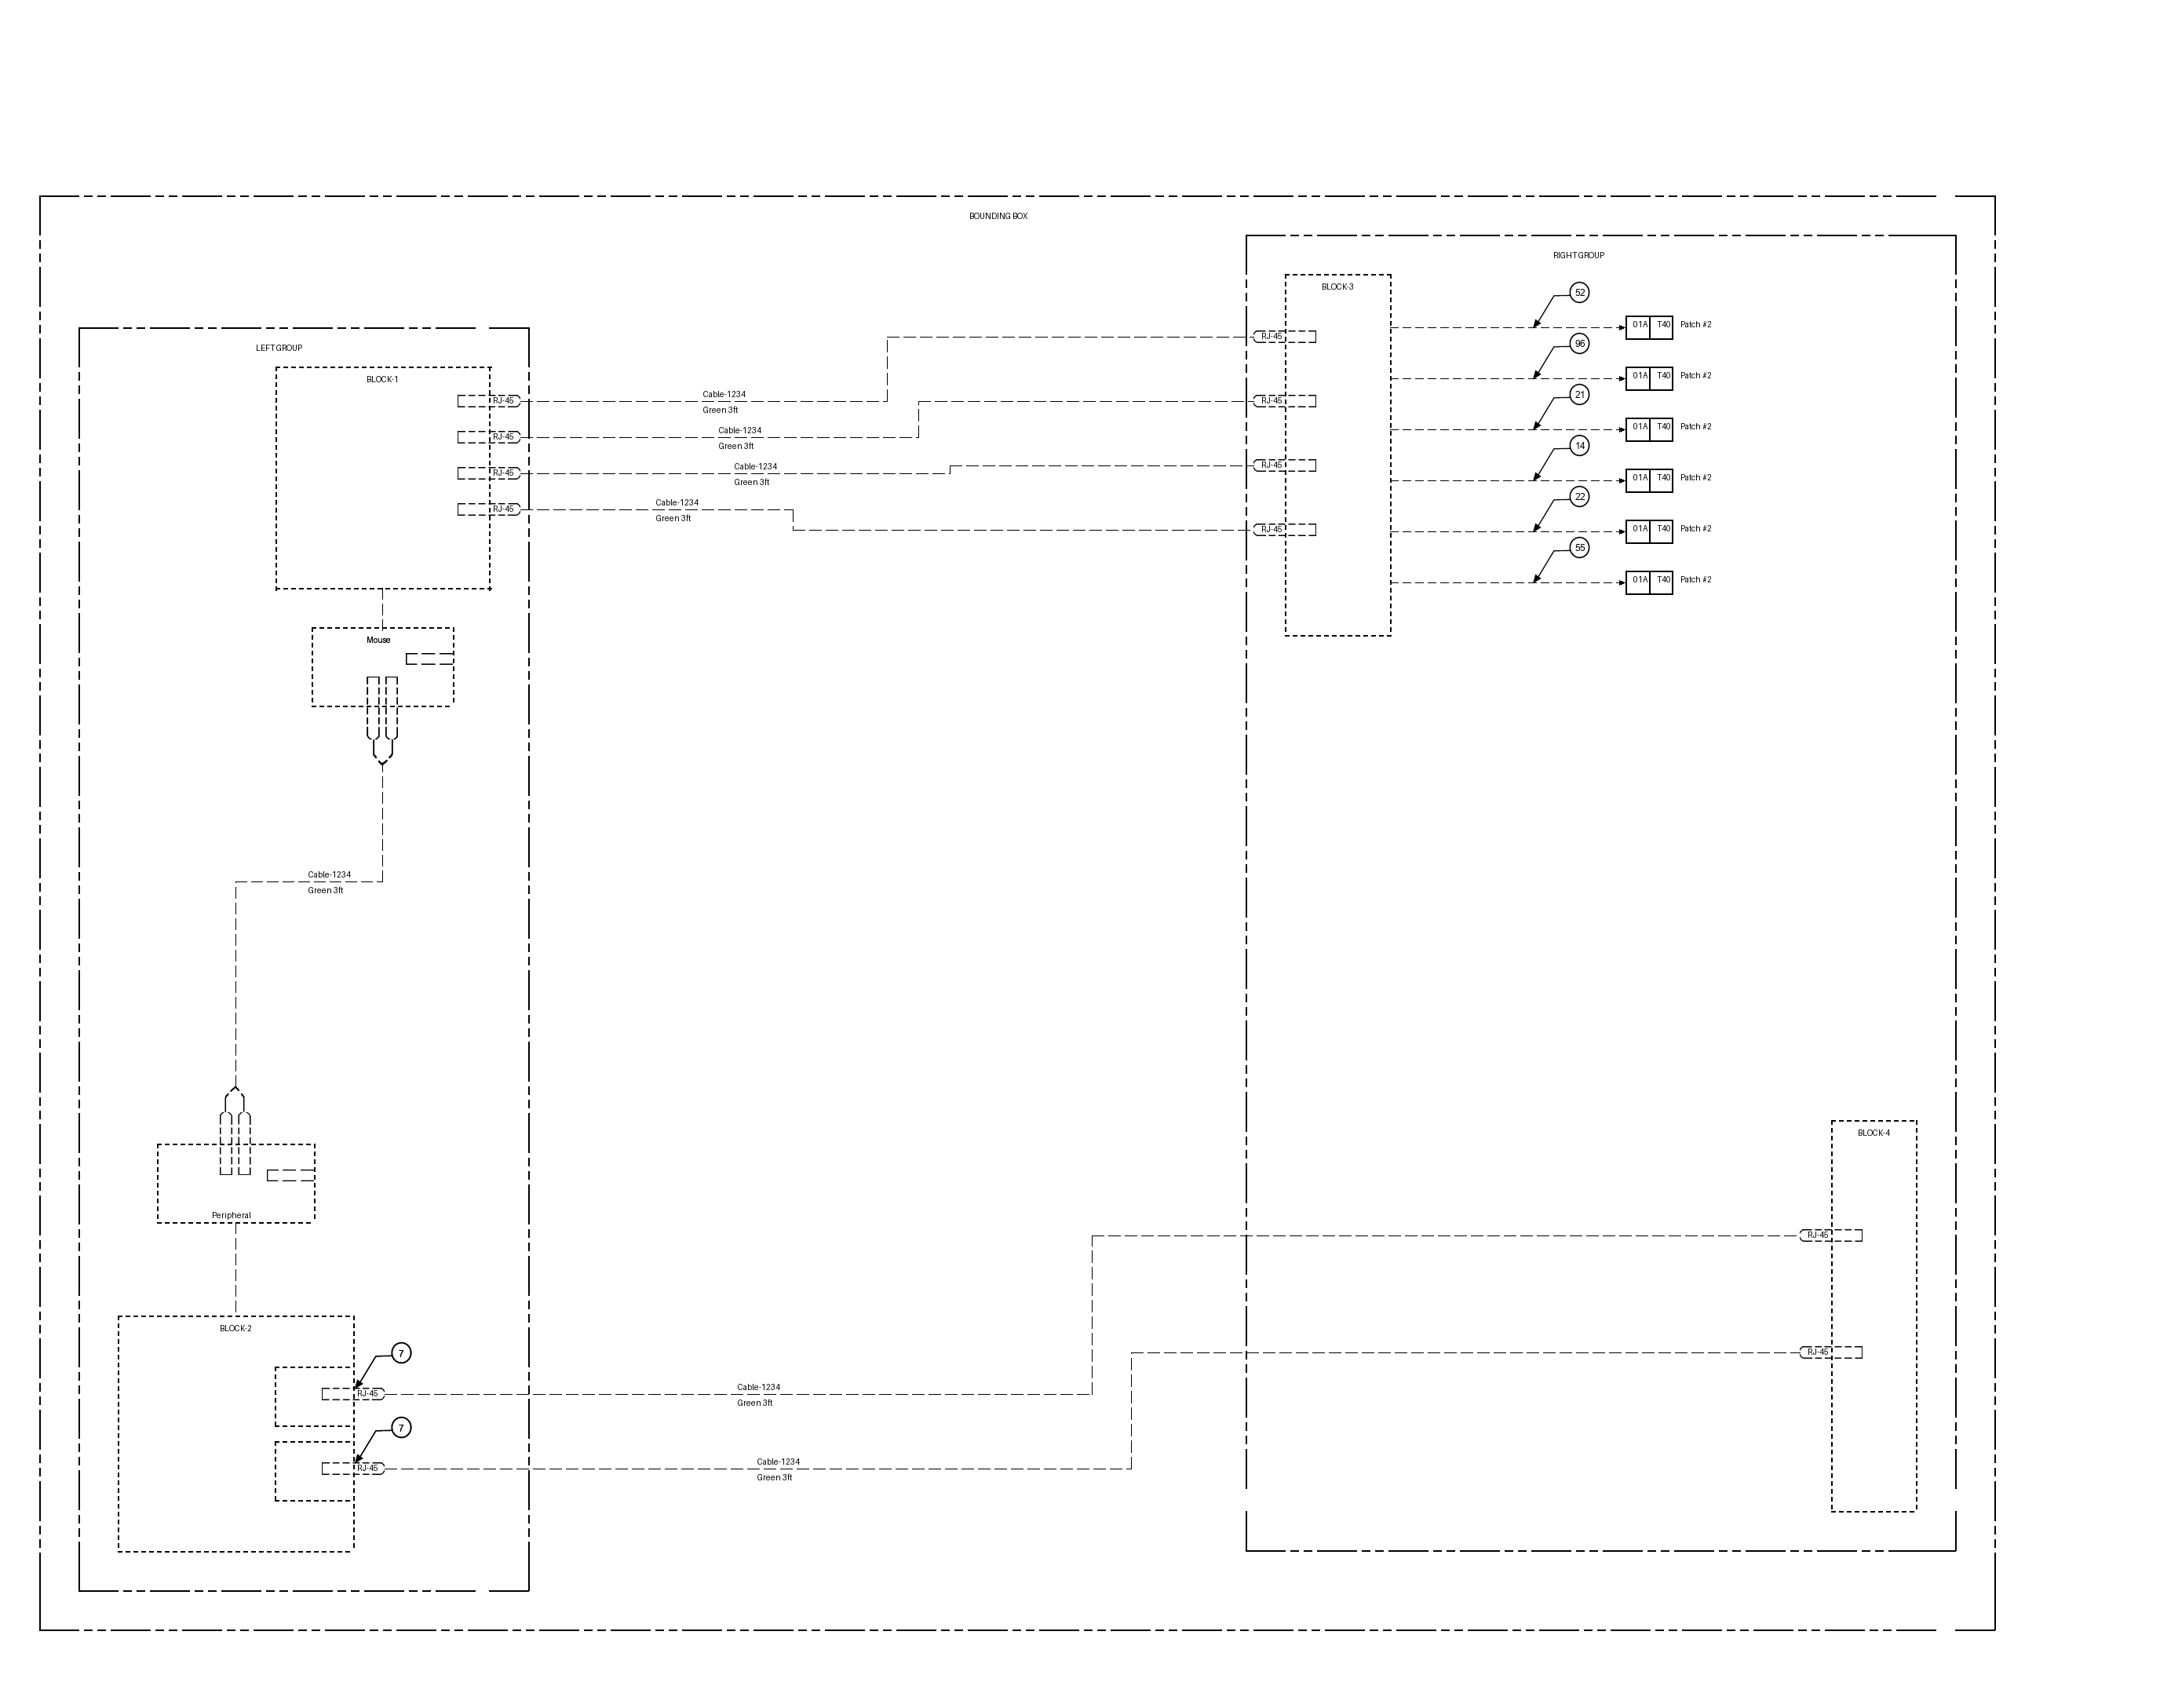 BOUNDING BOX
RIGHT GROUP
BLOCK-3
52
01A T40 Patch #2
96
01A T40 Patch #2
21
01A T40 Patch #2
14
01A T40 Patch #2
22
01A T40 Patch #2
55
01A T40 Patch #2
RJ-45
RJ-45
RJ-45
RJ-45
LEFT GROUP
BLOCK-1
RJ-45
Cable-1234
Green 3ft
RJ-45
Cable-1234
Green 3ft
RJ-45
Cable-1234
Green 3ft
RJ-45
Cable-1234
Green 3ft
Mouse
Cable-1234
Green 3ft
Peripheral
BLOCK-2
7
RJ-45
Cable-1234
Green 3ft
7
RJ-45
Cable-1234
Green 3ft
BLOCK-4
RJ-45
RJ-45